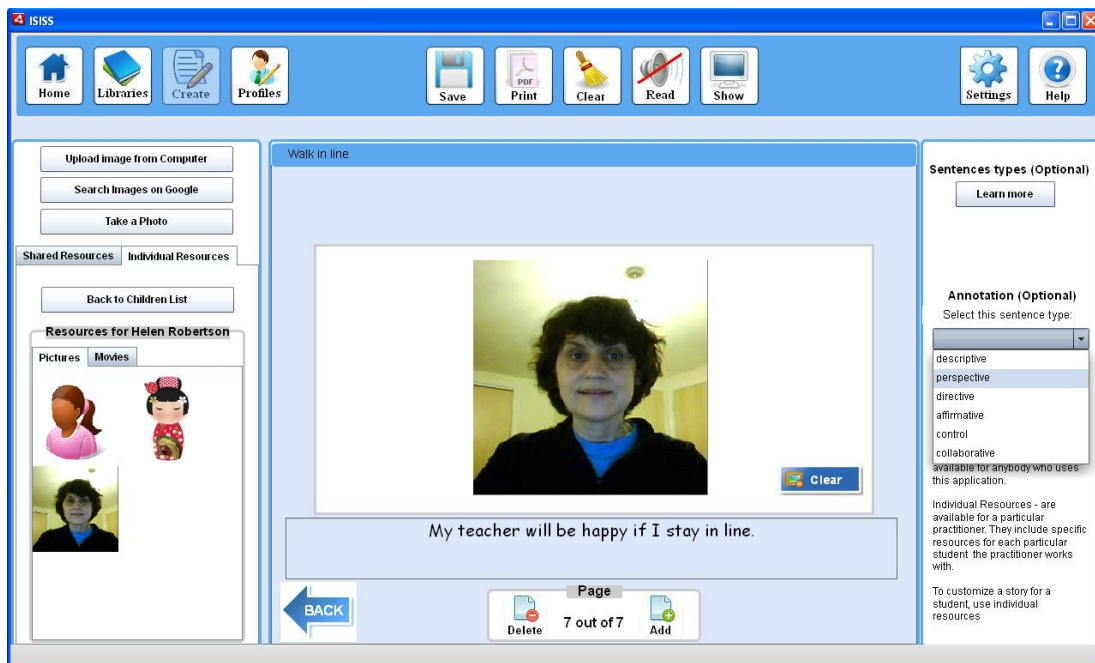 ISISS
Home
Libraries
Create
Profiles
Save
PDF
Print
Clear
Read
Show
Settings
Help
Upload image from Computer
Search Images on Google
Take a Photo
Shared Resources
Individual Resources
Back to Children List
Resources for Helen Robertson
Pictures
Movies
Walk in line
Clear
My teacher will be happy if I stay in line.
BACK
Page
Delete
7 out of 7
Add
Sentences types (Optional)
Learn more
Annotation (Optional)
Select this sentence type:
descriptive
perspective
directive
affirmative
control
collaborative
available for anybody who uses
this application.
Individual Resources - are
available for a particular
practitioner. They include specific
resources for each particular
student the practitioner works
with.
To customize a story for a
student, use individual
resources